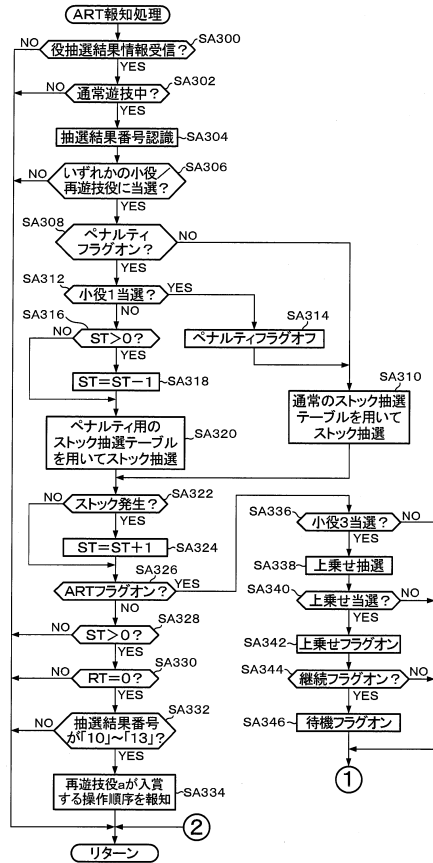 ART報知処理
SA300
役抽選結果情報受信？
NO
YES
SA302
通常遊技中？
NO
YES
抽選結果番号認識
SA304
SA306
いずれかの小役／
再遊技役に当選？
NO
YES
SA308
ペナルティ
フラグオン？
NO
YES
SA312
小役1当選？
YES
NO
SA314
ペナルティフラグオフ
SA316
ST>0？
NO
YES
ST=ST−1
SA318
SA310
通常のストック抽選
テーブルを用いて
ストック抽選
ペナルティ用の
ストック抽選テーブル
を用いてストック抽選
SA320
SA322
ストック発生？
NO
YES
ST=ST+1
SA324
SA326
ARTフラグオン？
YES
NO
SA328
ST>0？
NO
YES
SA330
RT=0？
NO
YES
SA332
抽選結果番号
が「10」〜「13」？
NO
YES
再遊技役aが入賞
する操作順序を報知
SA334
②
リターン
SA336
小役3当選？
NO
YES
SA338
上乗せ抽選
SA340
上乗せ当選？
NO
YES
SA342
上乗せフラグオン
SA344
継続フラグオン？
NO
YES
SA346
待機フラグオン
①